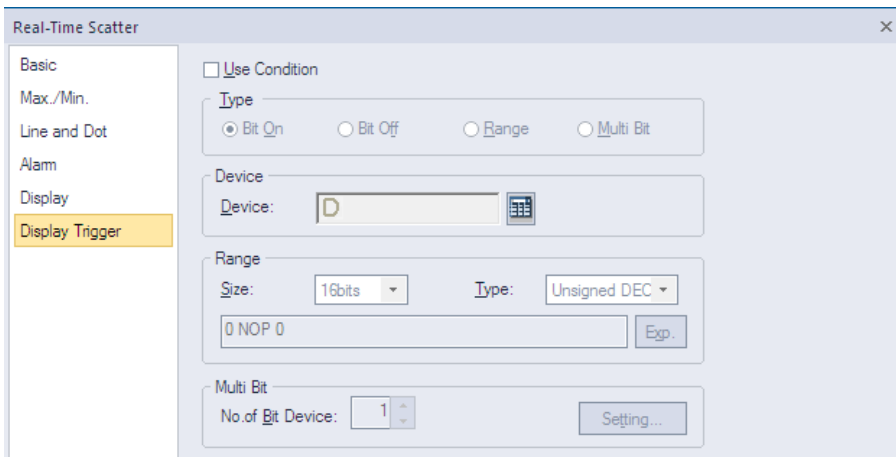 Real-Time Scatter
Basic
Max./Min.
Line and Dot
Alarm
Display
Display Trigger
Use Condition
Type
Bit On Bit Off Range Multi Bit
Device
Device: D
Range
Size: 16bits Type: Unsigned DEC
0 NOP 0 Exp.
Multi Bit
No.of Bit Device: 1 Setting...